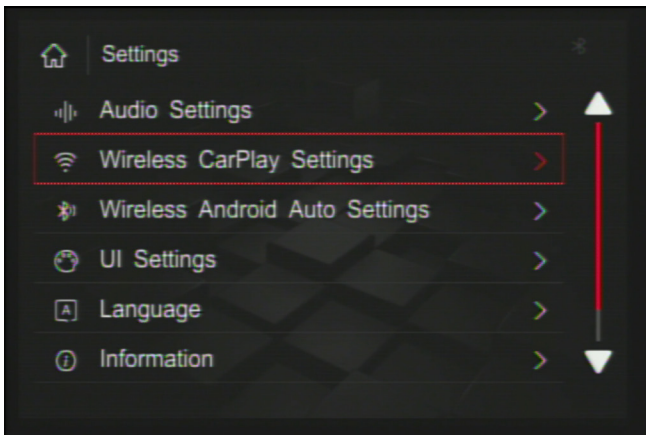 Settings
Audio Settings
Wireless CarPlay Settings
Wireless Android Auto Settings
UI Settings
A Language
Information